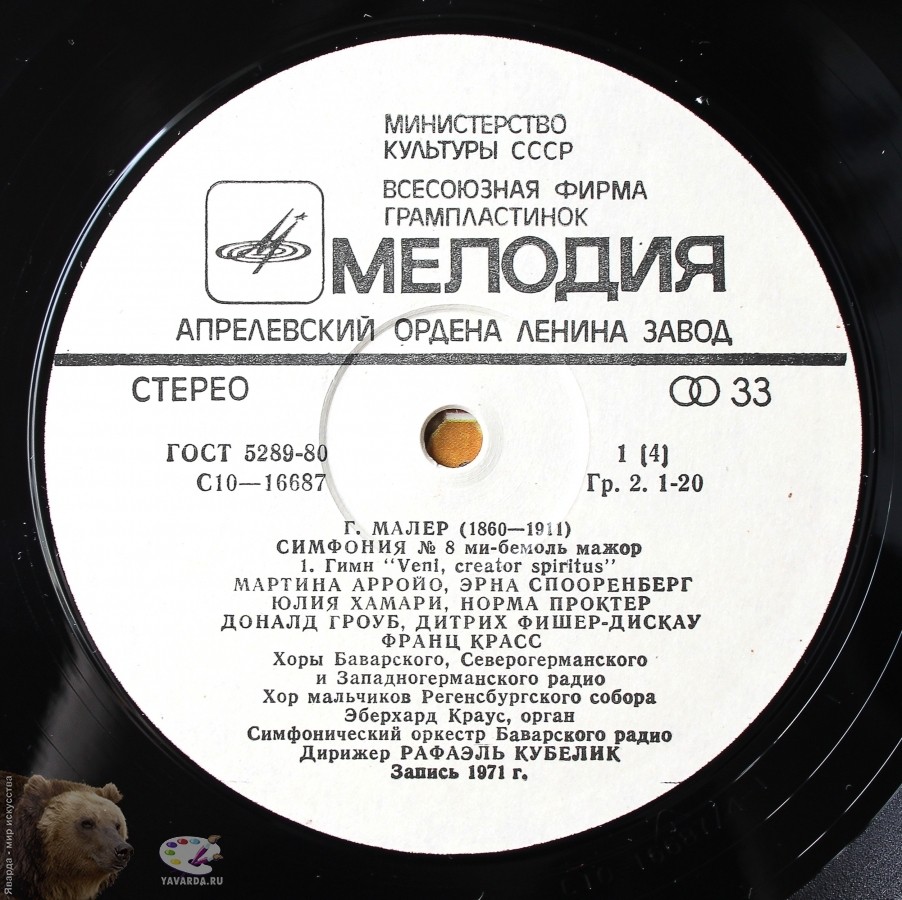 МИНИСТЕРСТВО
КУЛЬТУРЫ СССР
ВСЕСОЮЗНАЯ ФИРМА
ГРАМПЛАСТИНОК
МЕЛОДИЯ
АПРЕЛЕВСКИЙ ОРДЕНА ЛЕНИНА ЗАВОД
СТЕРЕО
33
ГОСТ 5289-80
1 (4)
С10—16687
Гр. 2. 1-20
Г. МАЛЕР (1860—1911)
СИМФОНИЯ № 8 ми-бемоль мажор
1. Гимн "Veni, creator spiritus"
МАРТИНА АРРОЙО, ЭРНА СПООРЕНБЕРГ
ЮЛИЯ ХАМАРИ, НОРМА ПРОКТЕР
ДОНАЛД ГРОУБ, ДИТРИХ ФИШЕР-ДИСКАУ
ФРАНЦ КРАСС
Хоры Баварского, Северогерманского
и Западногерманского радио
Хор мальчиков Регенсбургского собора
Эберхард Краус, орган
Симфонический оркестр Баварского радио
Дирижер РАФАЭЛЬ КУБЕЛИК
Запись 1971 г.
Яварда - мир искусства
YAVARDA.RU